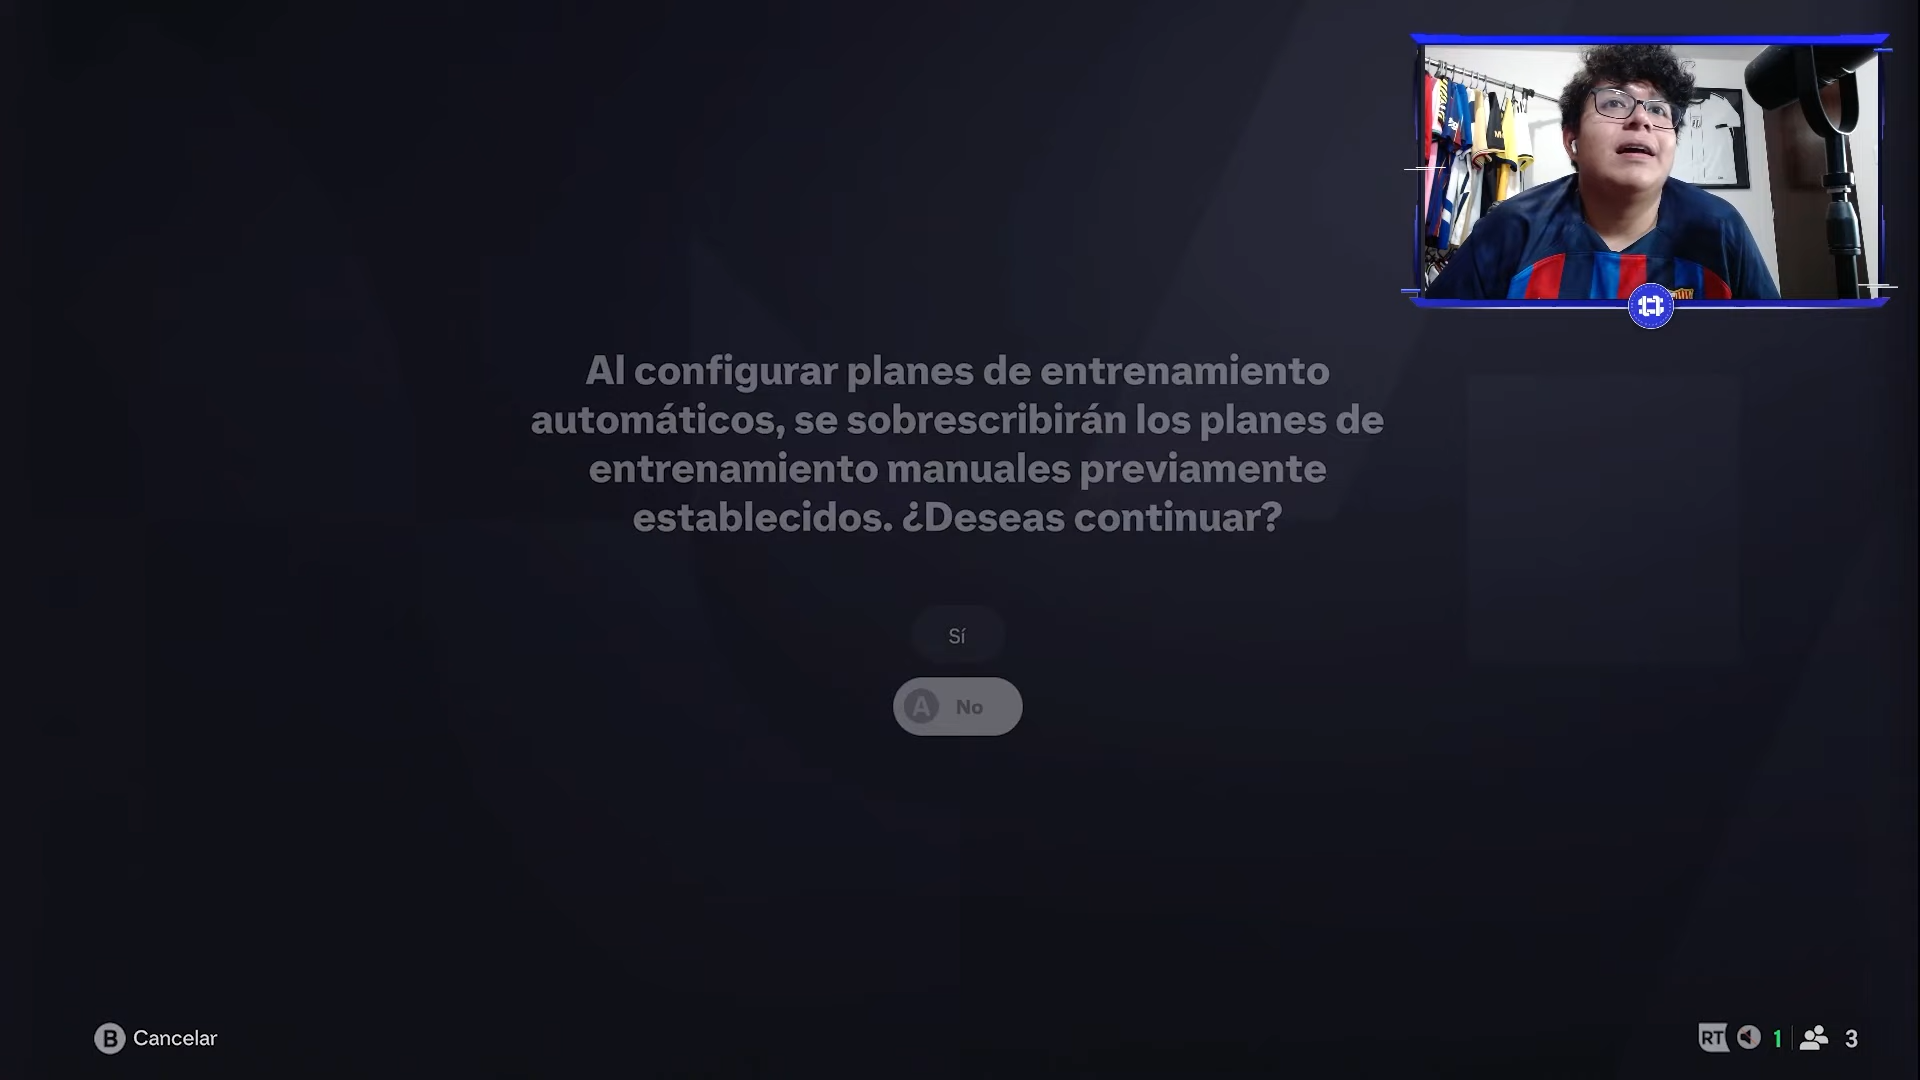 Al configurar planes de entrenamiento
automáticos, se sobrescribirán los planes de
entrenamiento manuales previamente
establecidos. ¿Deseas continuar?
Sí
A No
B Cancelar
RT 1 3